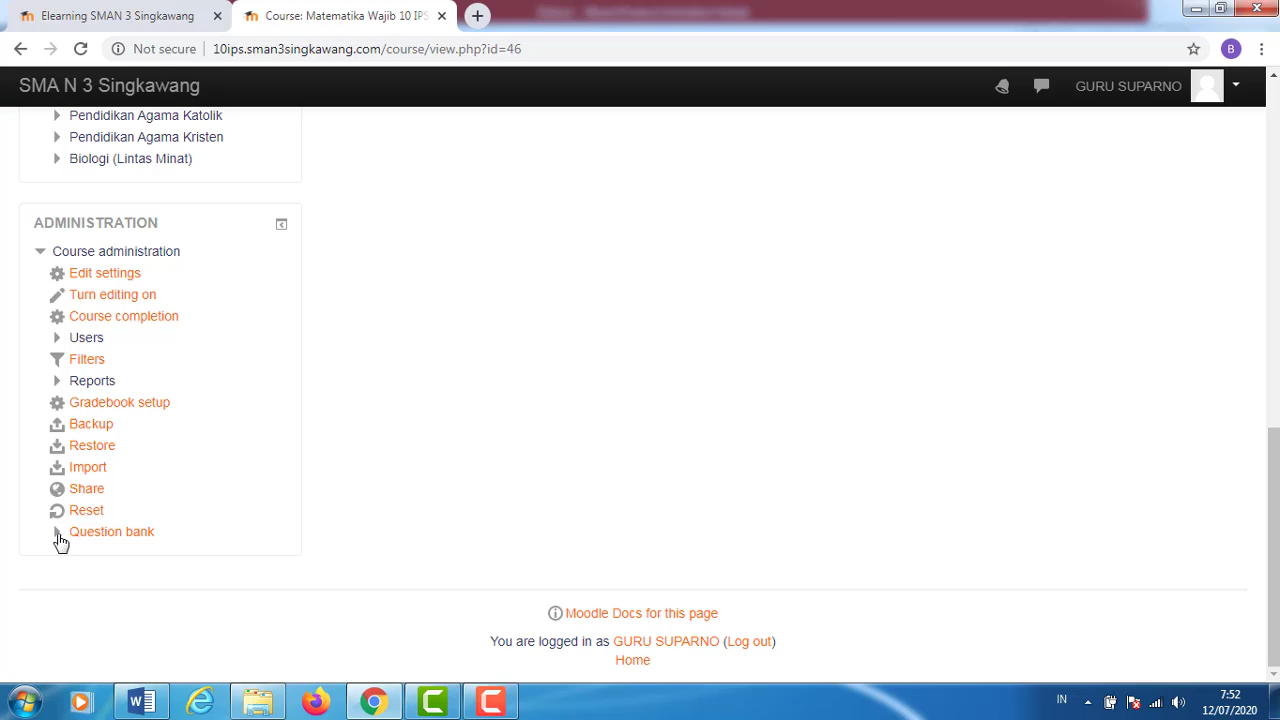 Elearning SMAN 3 Singkawang
Course: Matematika Wajib 10 IPS
Not secure
10ips.sman3singkawang.com/course/view.php?id=46
B
SMA N 3 Singkawang
GURU SUPARNO
Pendidikan Agama Katolik
Pendidikan Agama Kristen
Biologi (Lintas Minat)
ADMINISTRATION
Course administration
Edit settings
Turn editing on
Course completion
Users
Filters
Reports
Gradebook setup
Backup
Restore
Import
Share
Reset
Question bank
Moodle Docs for this page
You are logged in as GURU SUPARNO (Log out)
Home
IN
7:52
12/07/2020